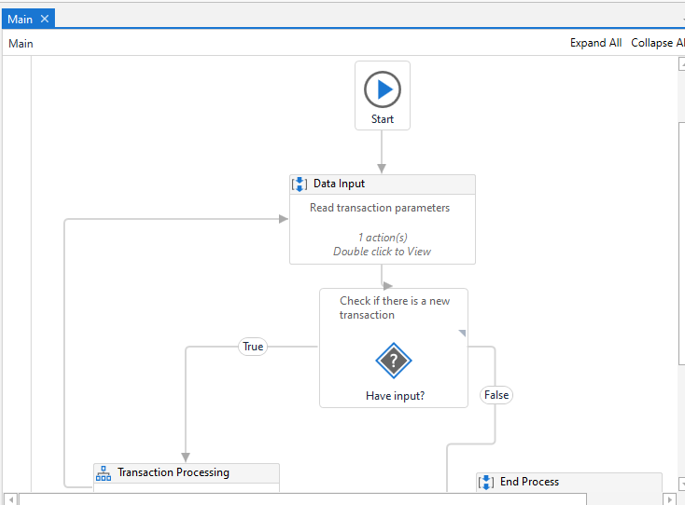 Main
Main
Expand All Collapse Al
Start
Data Input
Read transaction parameters
1 action(s)
Double click to View
Check if there is a new
transaction
True
Have input?
False
Transaction Processing
End Process